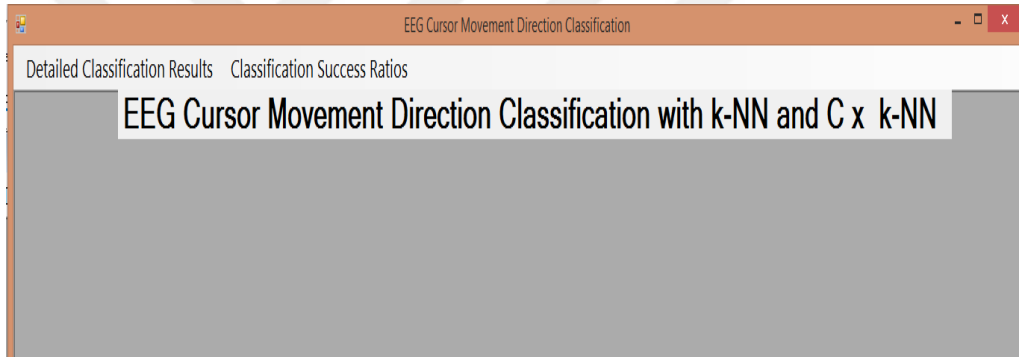 EEG Cursor Movement Direction Classification
Detailed Classification Results Classification Success Ratios
EEG Cursor Movement Direction Classification with k-NN and C x k-NN